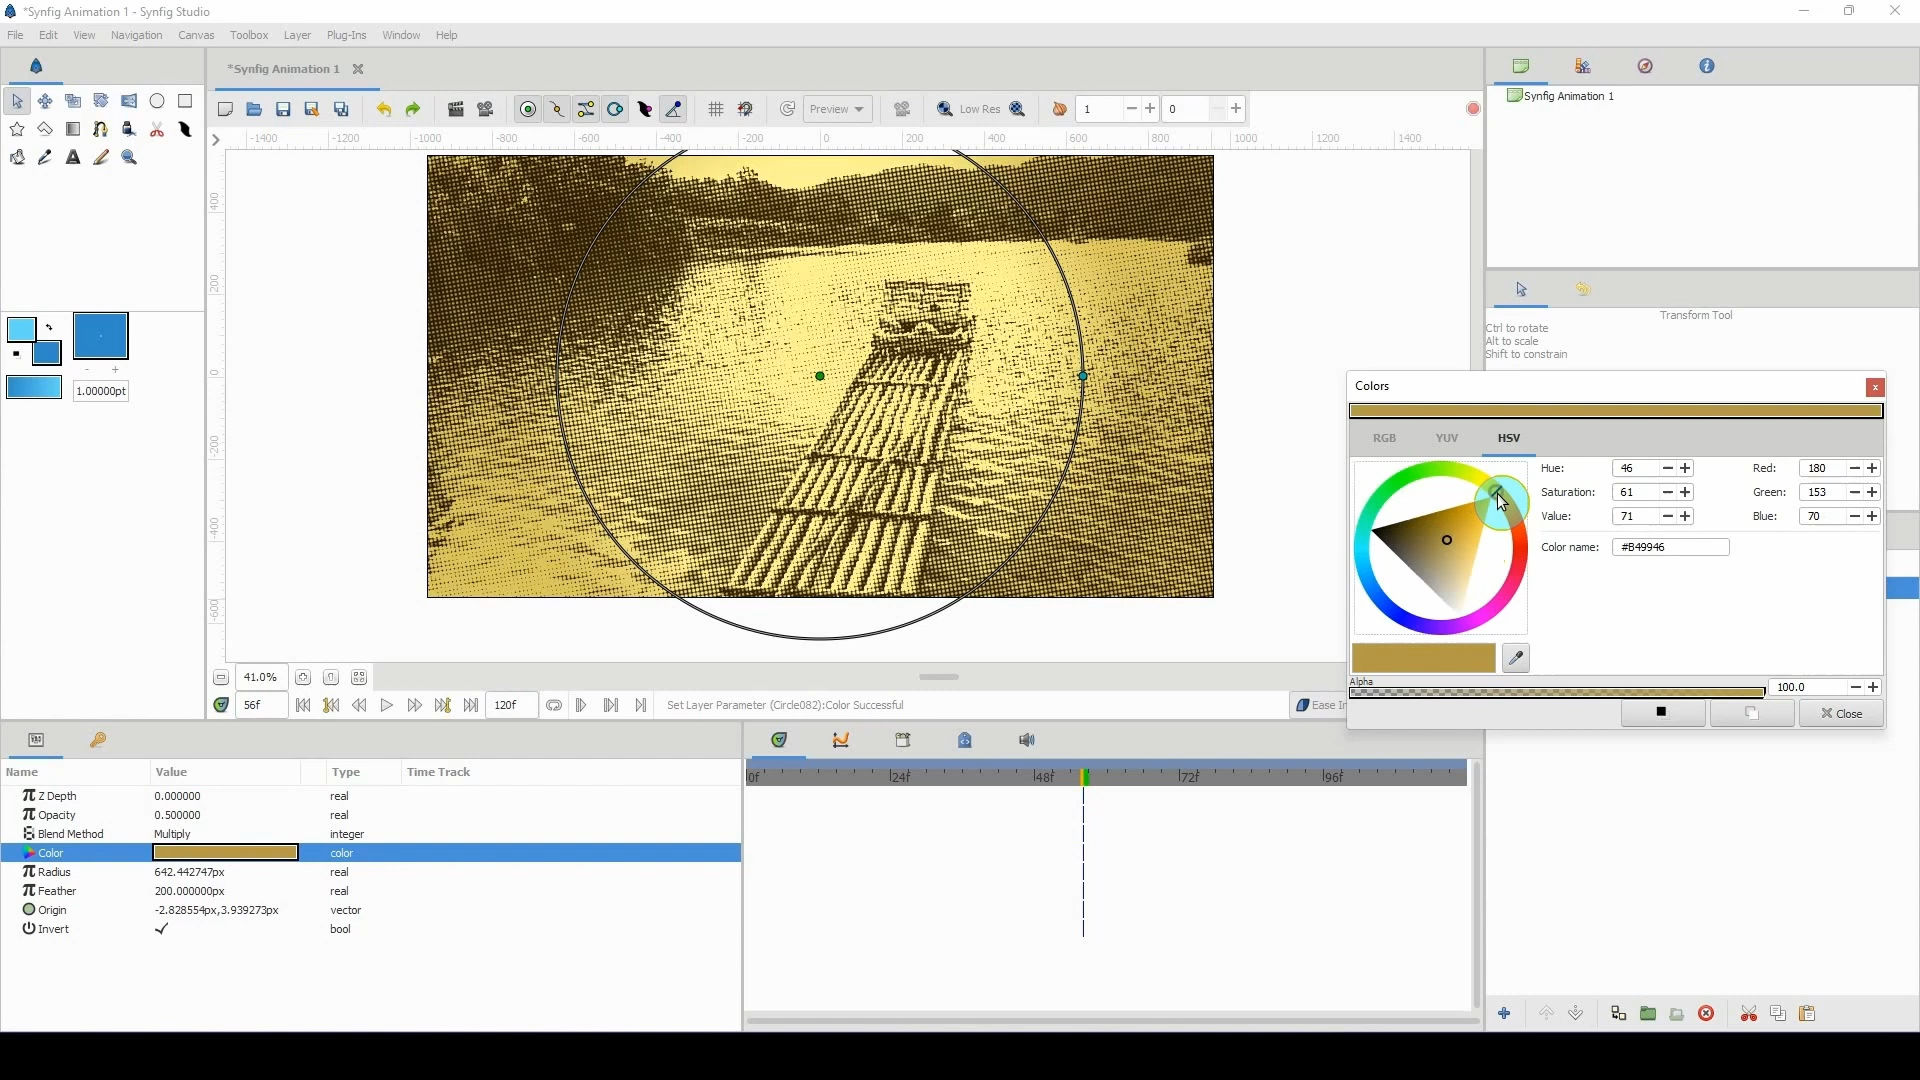 *Synfig Animation 1 - Synfig Studio
File Edit View Navigation Canvas Toolbox Layer Plug-Ins Window Help
*Synfig Animation 1
Preview Low Res 1 0
-1400 -1200 -1000 -800 -600 -400 -200 0 200 400 600 800 1000 1200 1400
400
200
0
-200
-400
-600
1.00000pt
Synfig Animation 1
Transform Tool
Ctrl to rotate
Alt to scale
Shift to constrain
Colors
RGB YUV HSV
Hue: 46 Red: 180
Saturation: 61 Green: 153
Value: 71 Blue: 70
Color name: #B49946
Alpha
100.0
Close
41.0%
56f 120f Set Layer Parameter (Circle082):Color Successful Ease In
Name Value Type Time Track
0f 24f 48f 72f 96f
Z Depth 0.000000 real
Opacity 0.500000 real
Blend Method Multiply integer
Color color
Radius 642.442747px real
Feather 200.000000px real
Origin -2.828554px,3.939273px vector
Invert bool